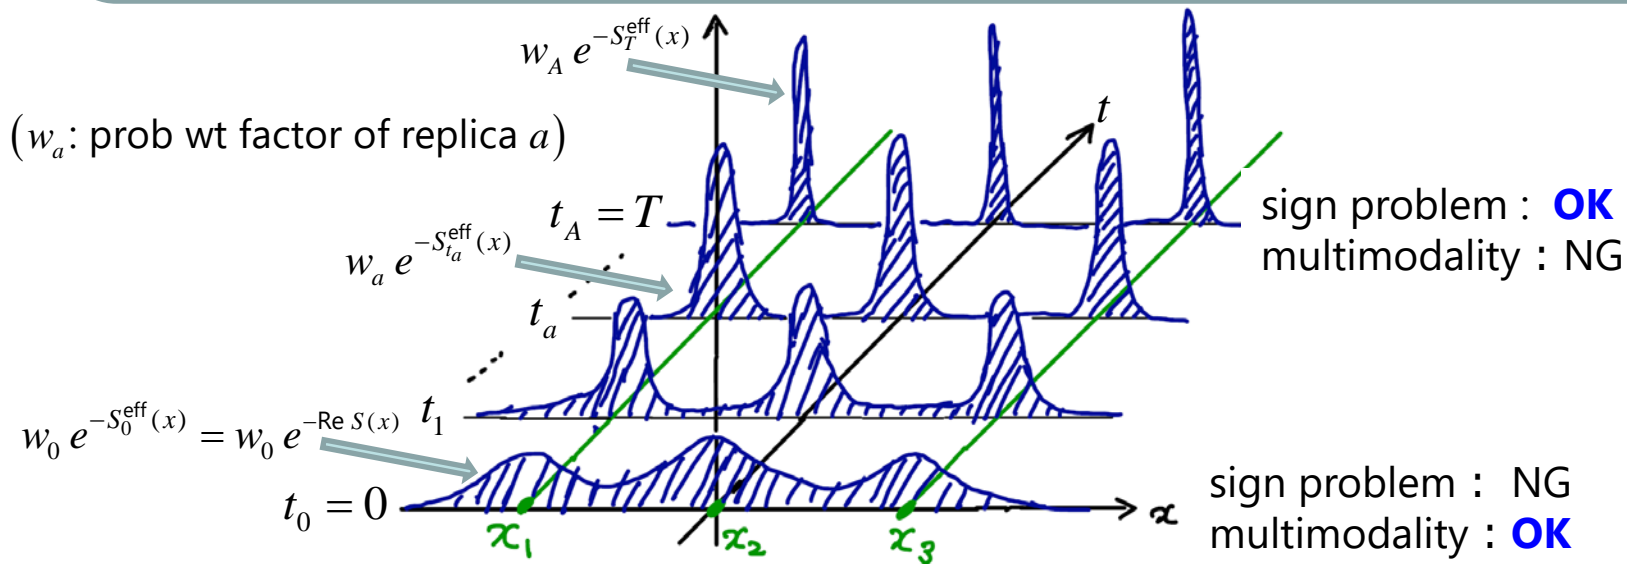 w_A e^{-S_T^{eff}(x)}
t
(w_a: prob wt factor of replica a)
t_A = T
sign problem : OK
multimodality : NG
w_a e^{-S_{t_a}^{eff}(x)}
t_a
w_0 e^{-S_0^{eff}(x)} = w_0 e^{-Re S(x)}
t_1
t_0 = 0
x
x_1
x_2
x_3
sign problem : NG
multimodality : OK